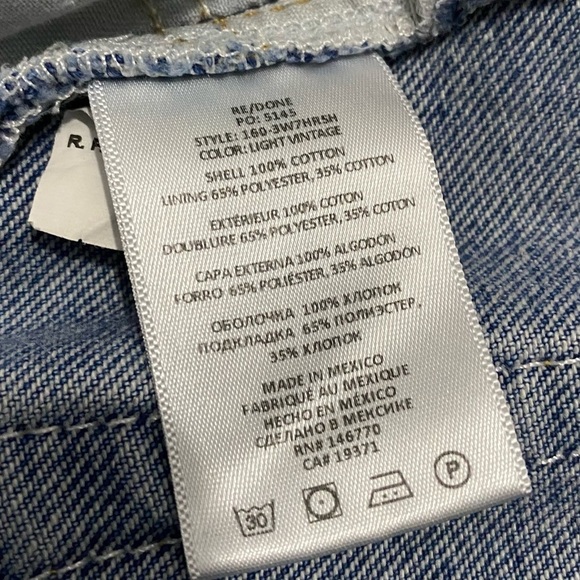 RE/DONE
PO: 5145
STYLE: 160-3W7HRSH
COLOR: LIGHT VINTAGE
SHELL 100% COTTON
LINING 65% POLYESTER, 35% COTTON
EXTÉRIEUR 100% COTON
DOUBLURE 65% POLYESTER, 35% COTON
CAPA EXTERNA 100% ALGODÓN
FORRO 65% POLIÉSTER, 35% ALGODÓN
ОБОЛОЧКА 100% ХЛОПОК
ПОДКЛАДКА 65% ПОЛИЭСТЕР,
35% ХЛОПОК
MADE IN MEXICO
FABRIQUÉ AU MEXIQUE
HECHO EN MÉXICO
СДЕЛАНО В МЕКСИКЕ
RN# 146770
CA# 19371
30 P
R.